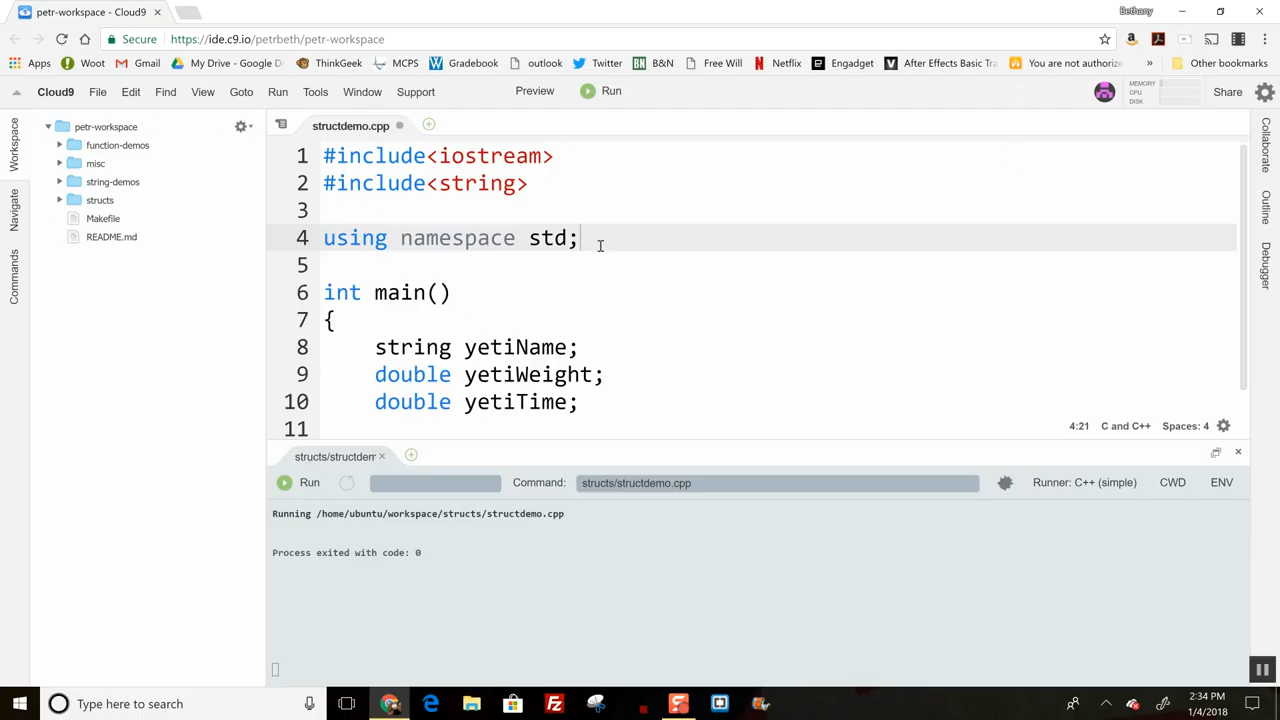 petr-workspace - Cloud9
Bethany
Secure https://ide.c9.io/petrbeth/petr-workspace
Apps Woot Gmail My Drive - Google D ThinkGeek MCPS Gradebook outlook Twitter B&N Free Will Netflix Engadget After Effects Basic Tra You are not authorize » Other bookmarks
Cloud9 File Edit Find View Goto Run Tools Window Support Preview Run MEMORY CPU DISK Share
Workspace
Navigate
Commands
petr-workspace
function-demos
misc
string-demos
structs
Makefile
README.md
structdemo.cpp
1 #include<iostream>
2 #include<string>
3
4 using namespace std;
5
6 int main()
7 {
8 string yetiName;
9 double yetiWeight;
10 double yetiTime;
11
4:21 C and C++ Spaces: 4
Collaborate
Outline
Debugger
structs/structdem
Run Command: structs/structdemo.cpp Runner: C++ (simple) CWD ENV
Running /home/ubuntu/workspace/structs/structdemo.cpp
Process exited with code: 0
Type here to search
2:34 PM
1/4/2018